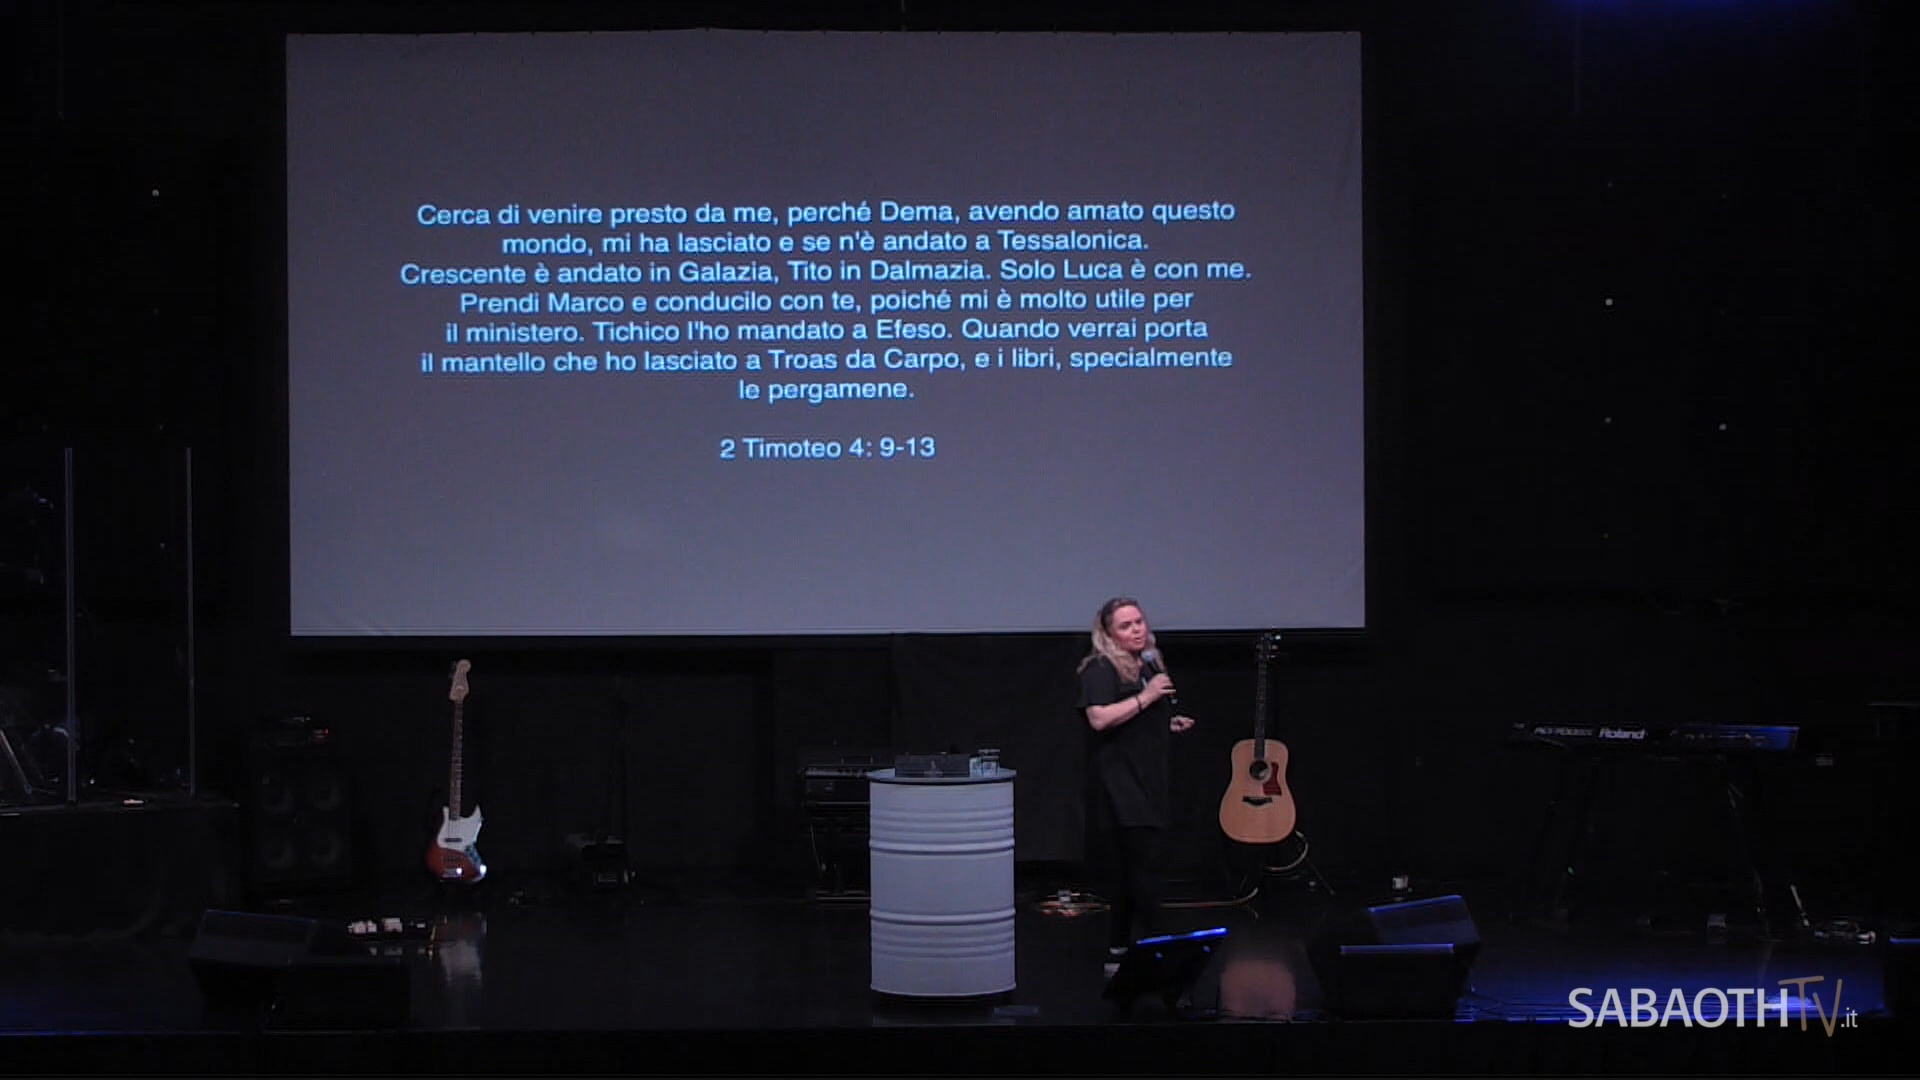 Cerca di venire presto da me, perché Dema, avendo amato questo
mondo, mi ha lasciato e se n'è andato a Tessalonica.
Crescente è andato in Galazia, Tito in Dalmazia. Solo Luca è con me.
Prendi Marco e conducilo con te, poiché mi è molto utile per
il ministero. Tichico l'ho mandato a Efeso. Quando verrai porta
il mantello che ho lasciato a Troas da Carpo, e i libri, specialmente
le pergamene.
2 Timoteo 4: 9-13
Roland
SABAOTHTV.it